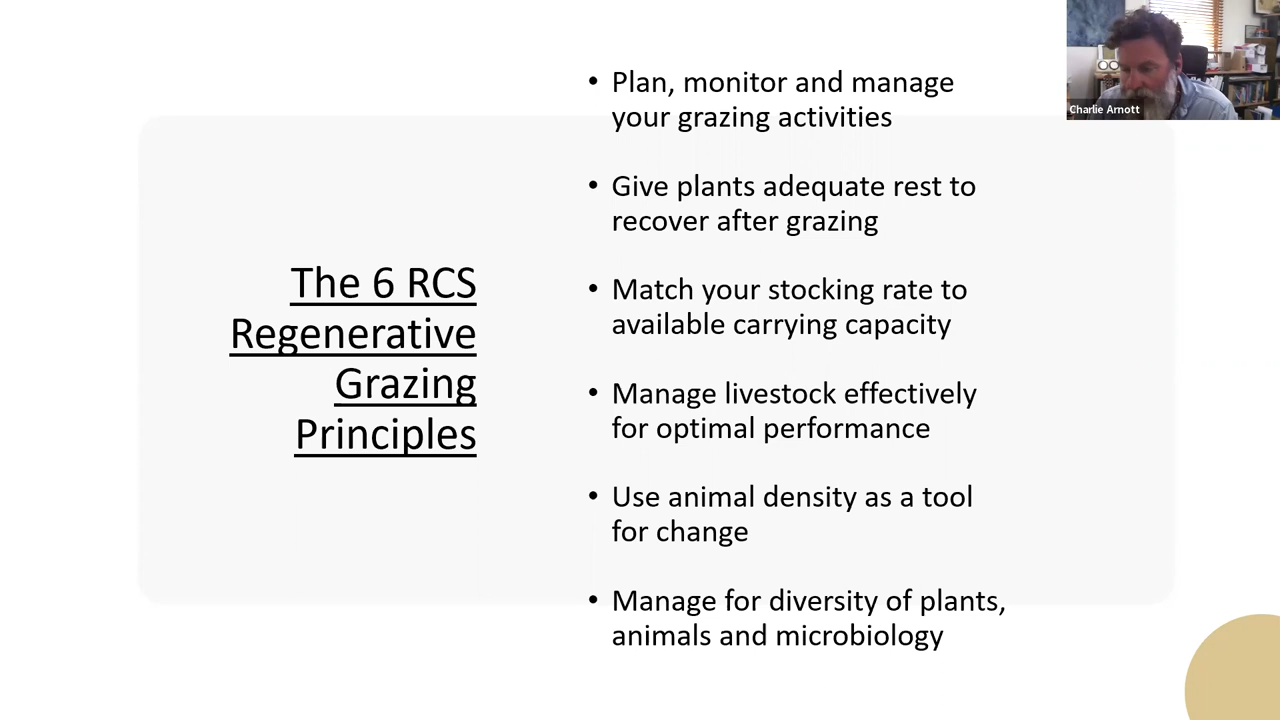 The 6 RCS
Regenerative
Grazing
Principles
• Plan, monitor and manage
your grazing activities
• Give plants adequate rest to
recover after grazing
• Match your stocking rate to
available carrying capacity
• Manage livestock effectively
for optimal performance
• Use animal density as a tool
for change
• Manage for diversity of plants,
animals and microbiology
Charlie Arnott